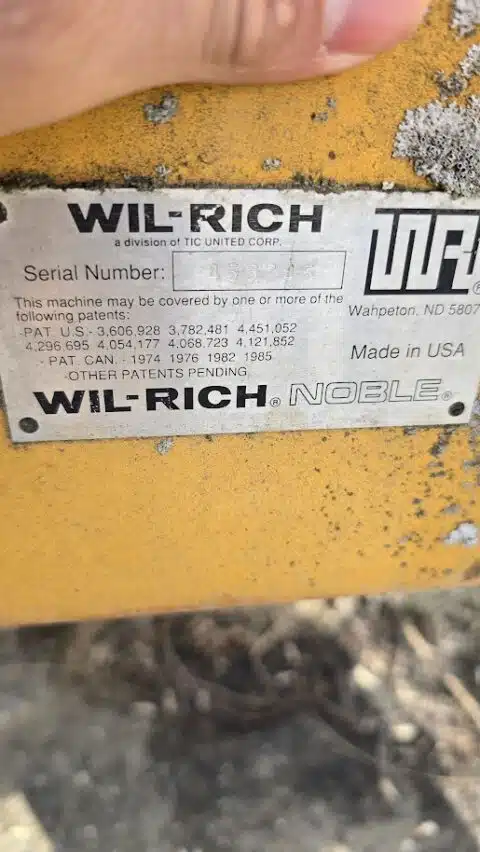 WIL-RICH
a division of TIC UNITED CORP.
Serial Number:
This machine may be covered by one or more of the
following patents:
-PAT. U.S.- 3,606,928 3,782,481 4,451,052
4,296,695 4,054,177 4,068,723 4,121,852
- PAT. CAN. - 1974 1976 1982 1985
-OTHER PATENTS PENDING
WIL-RICH® NOBLE®
WR®
Wahpeton, ND 5807
Made in USA